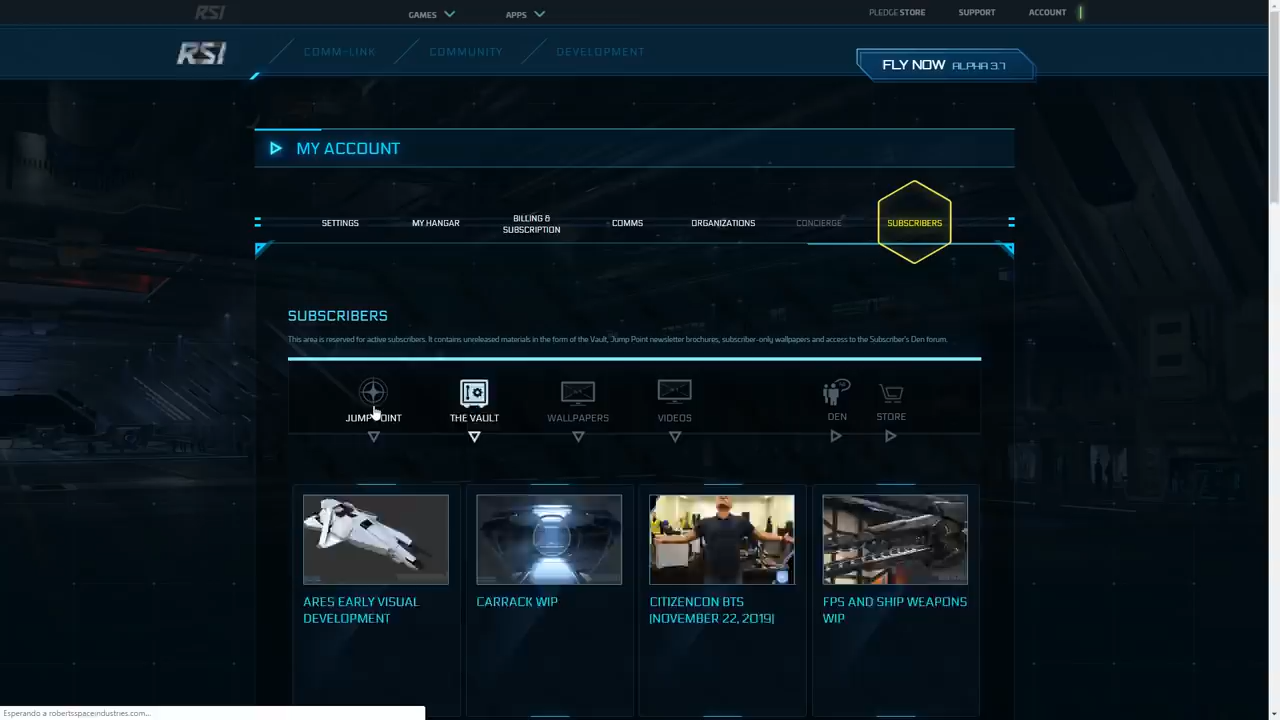 RSI
GAMES
APPS
PLEDGE STORE
SUPPORT
ACCOUNT
RSI
COMM-LINK
COMMUNITY
DEVELOPMENT
FLY NOW ALPHA 3.7
MY ACCOUNT
SETTINGS
MY HANGAR
BILLING &
SUBSCRIPTION
COMMS
ORGANIZATIONS
CONCIERGE
SUBSCRIBERS
SUBSCRIBERS
This area is reserved for active subscribers. It contains unreleased materials in the form of the Vault, Jump Point newsletter brochures, subscriber-only wallpapers and access to the Subscriber's Den forum.
JUMP POINT
THE VAULT
WALLPAPERS
VIDEOS
DEN
STORE
ARES EARLY VISUAL
DEVELOPMENT
CARRACK WIP
CITIZENCON BTS
(NOVEMBER 22, 2019)
FPS AND SHIP WEAPONS
WIP
Esperando a robertsspaceindustries.com...